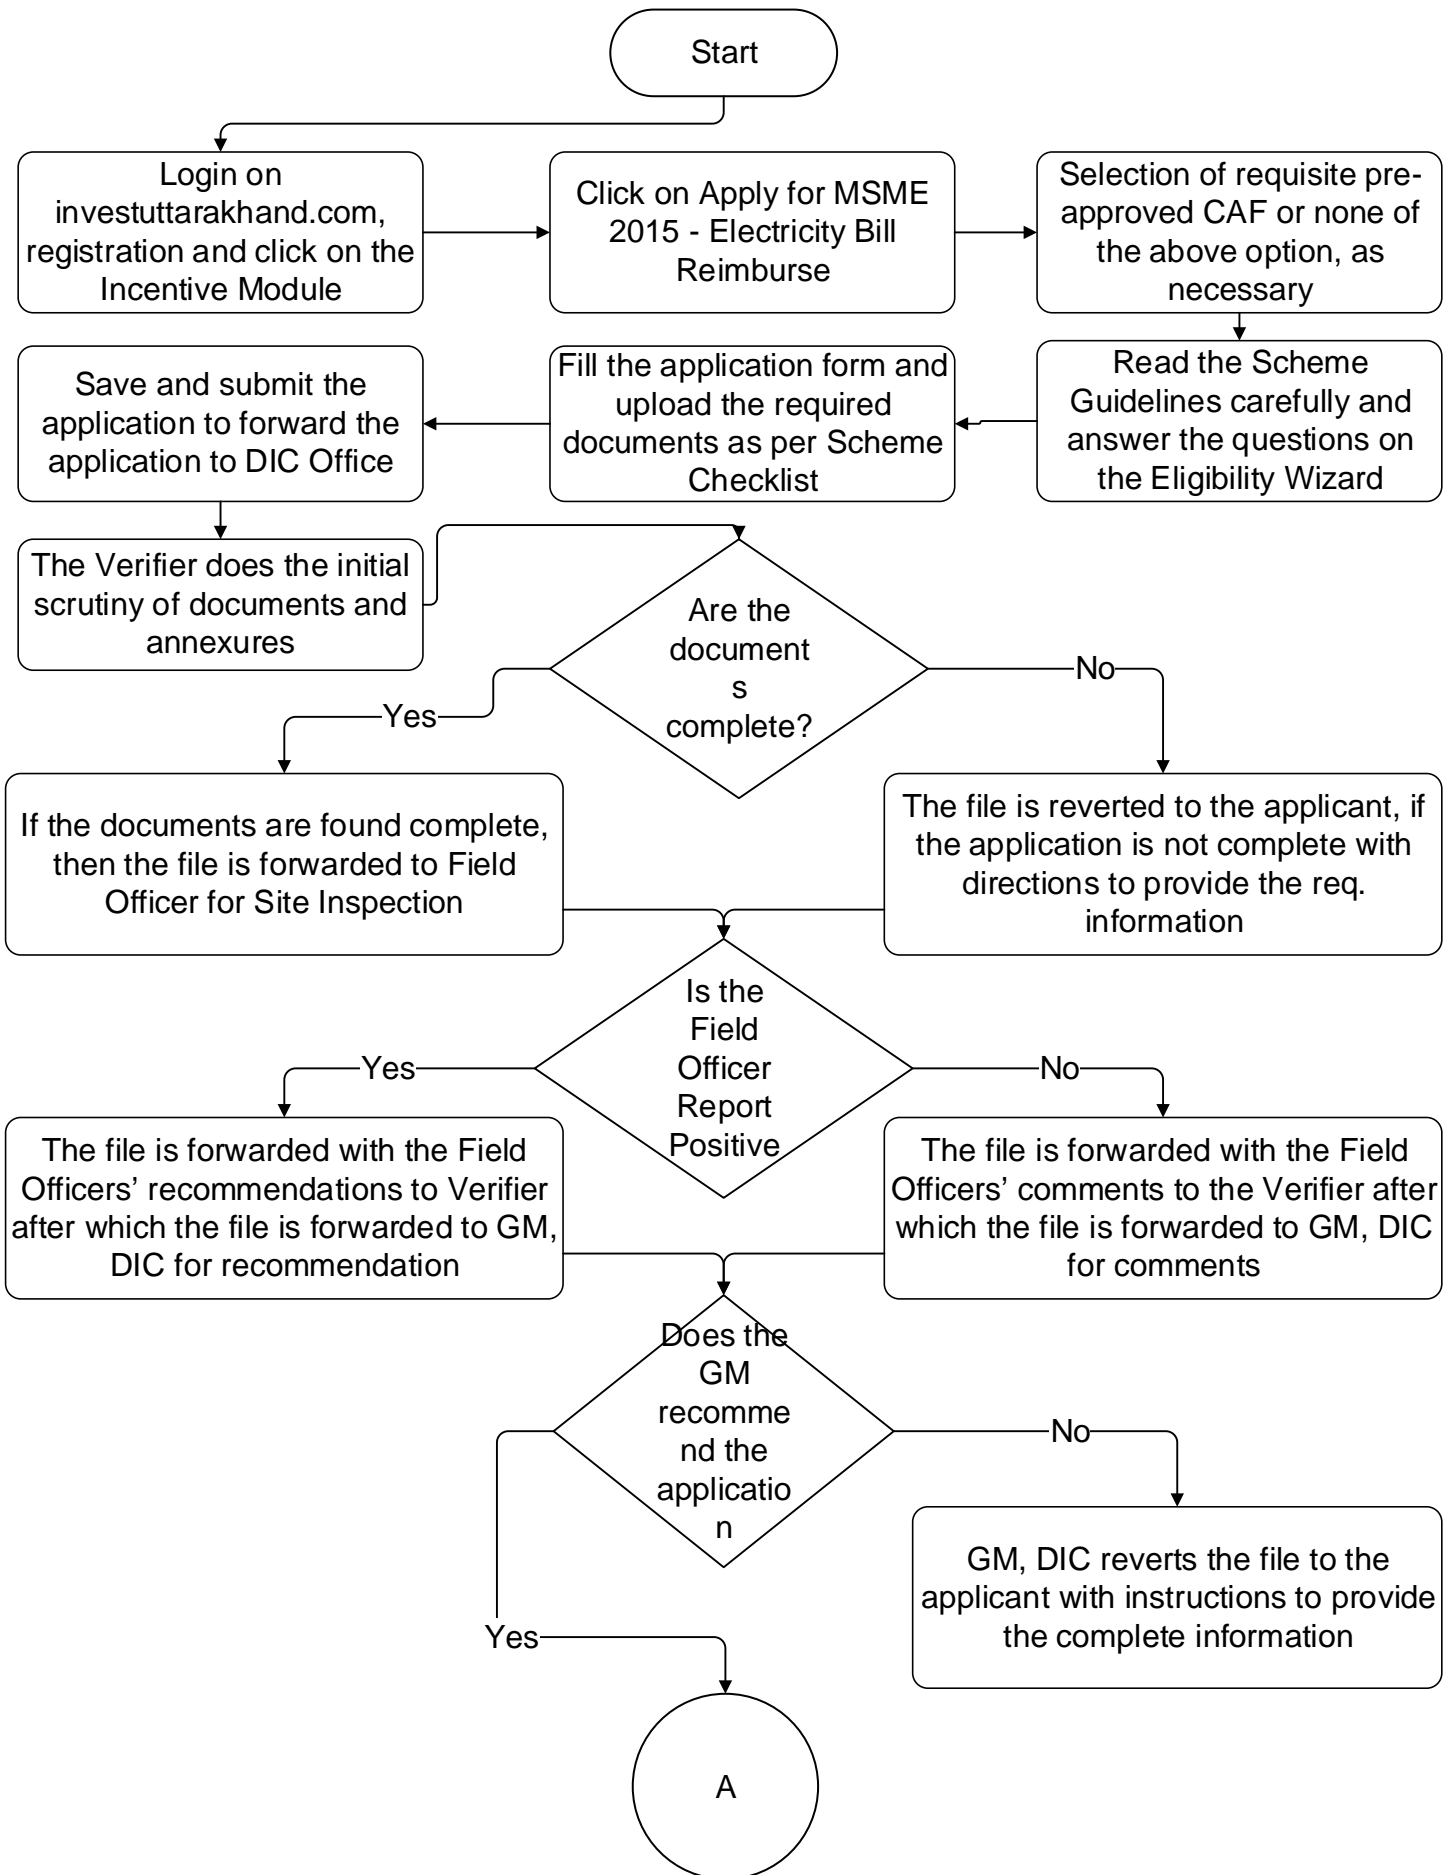 Start
Login on
investuttarakhand.com,
registration and click on the
Incentive Module
Click on Apply for MSME
2015 - Electricity Bill
Reimburse
Selection of requisite pre-
approved CAF or none of
the above option, as
necessary
Read the Scheme
Guidelines carefully and
answer the questions on
the Eligibility Wizard
Fill the application form and
upload the required
documents as per Scheme
Checklist
Save and submit the
application to forward the
application to DIC Office
The Verifier does the initial
scrutiny of documents and
annexures
Are the
document
s
complete?
Yes
No
If the documents are found complete,
then the file is forwarded to Field
Officer for Site Inspection
The file is reverted to the applicant, if
the application is not complete with
directions to provide the req.
information
Is the
Field
Officer
Report
Positive
Yes
No
The file is forwarded with the Field
Officers’ recommendations to Verifier
after which the file is forwarded to GM,
DIC for recommendation
The file is forwarded with the Field
Officers’ comments to the Verifier after
which the file is forwarded to GM, DIC
for comments
Does the
GM
recomme
nd the
applicatio
n
No
GM, DIC reverts the file to the
applicant with instructions to provide
the complete information
Yes
A